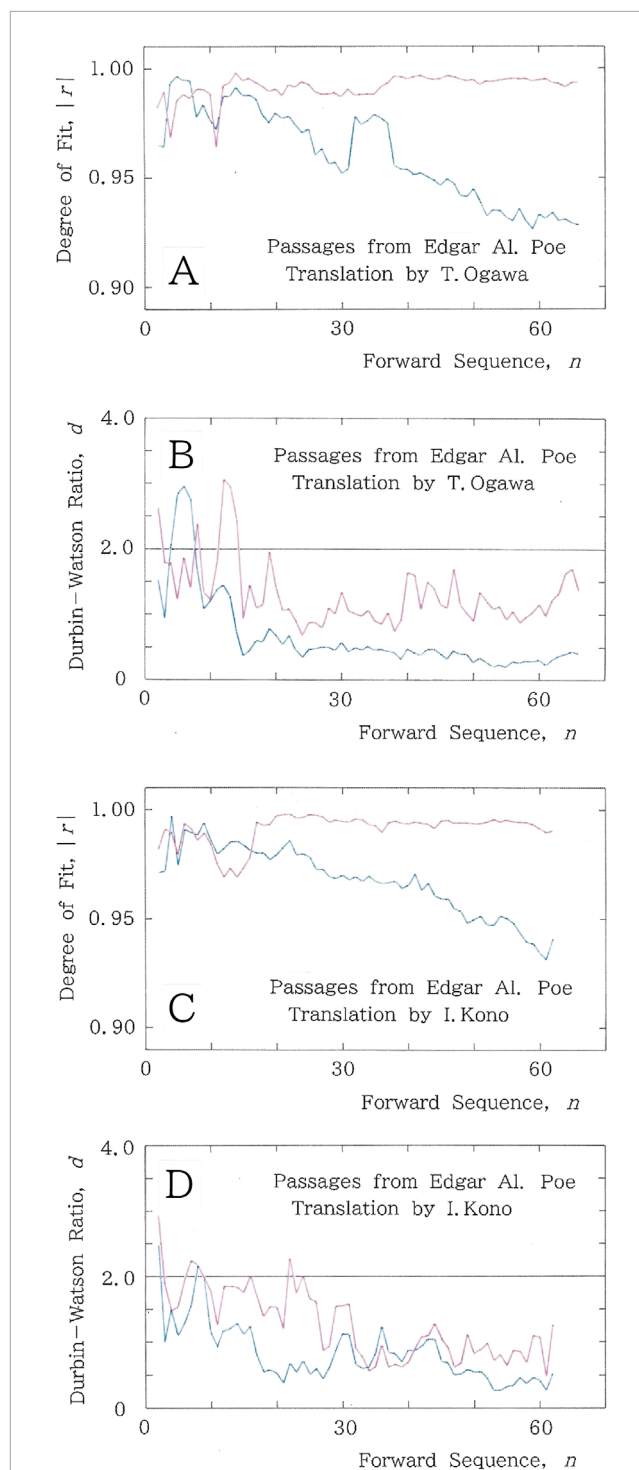 1.00
0.95
0.90
Degree of Fit, |r|
A
Passages from Edgar Al. Poe
Translation by T. Ogawa
0
30
60
Forward Sequence, n
4.0
2.0
0
Durbin−Watson Ratio, d
B
Passages from Edgar Al. Poe
Translation by T. Ogawa
0
30
60
Forward Sequence, n
1.00
0.95
0.90
Degree of Fit, |r|
C
Passages from Edgar Al. Poe
Translation by I. Kono
0
30
60
Forward Sequence, n
4.0
2.0
0
Durbin−Watson Ratio, d
D
Passages from Edgar Al. Poe
Translation by I. Kono
0
30
60
Forward Sequence, n